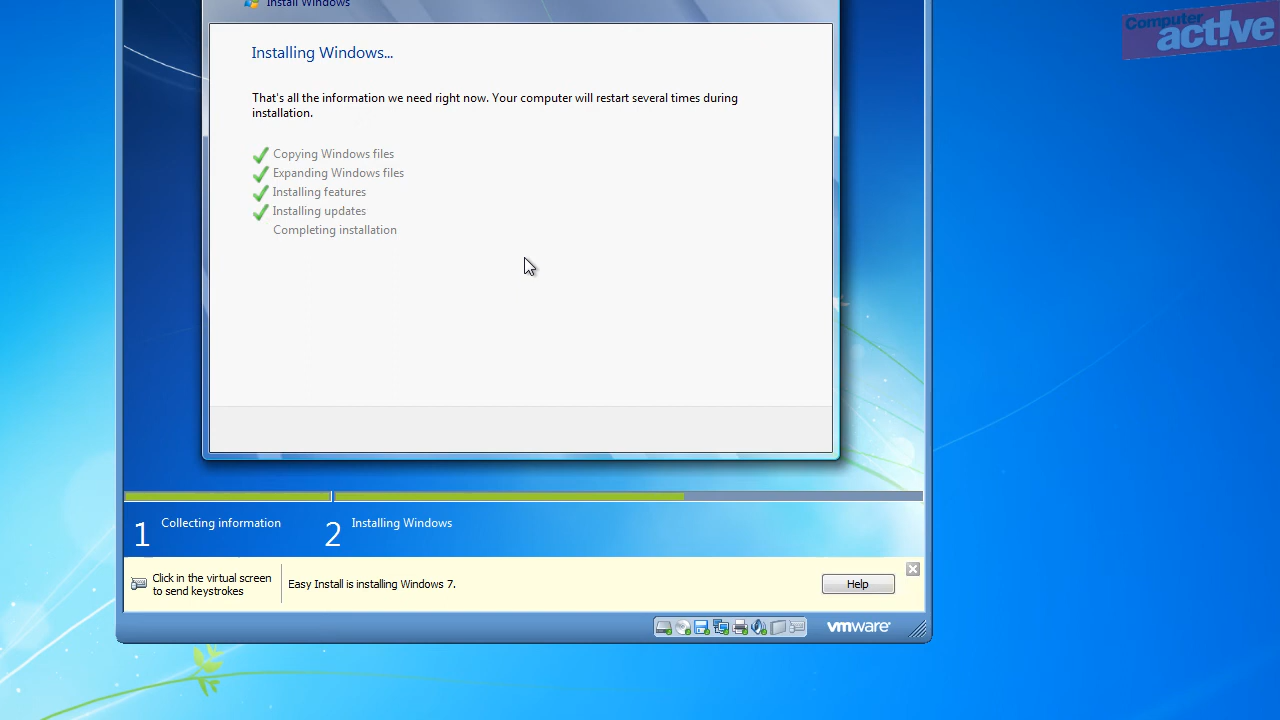 Install Windows
Computer
act!ve
Installing Windows...
That's all the information we need right now. Your computer will restart several times during
installation.
Copying Windows files
Expanding Windows files
Installing features
Installing updates
Completing installation
1 Collecting information
2 Installing Windows
Click in the virtual screen
to send keystrokes
Easy Install is installing Windows 7.
Help
vmware